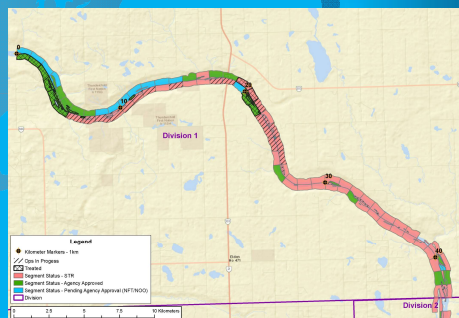 0
5
10
20
Division 1
30
40
Division 2
Legend
Kilometer Markers - 1km
Ops In Progress
Treated
Segment Status - STR
Segment Status - Agency Approved
Segment Status - Pending Agency Approval (NFT/NOO)
Division
0 2.5 5 7.5 10 Kilometers